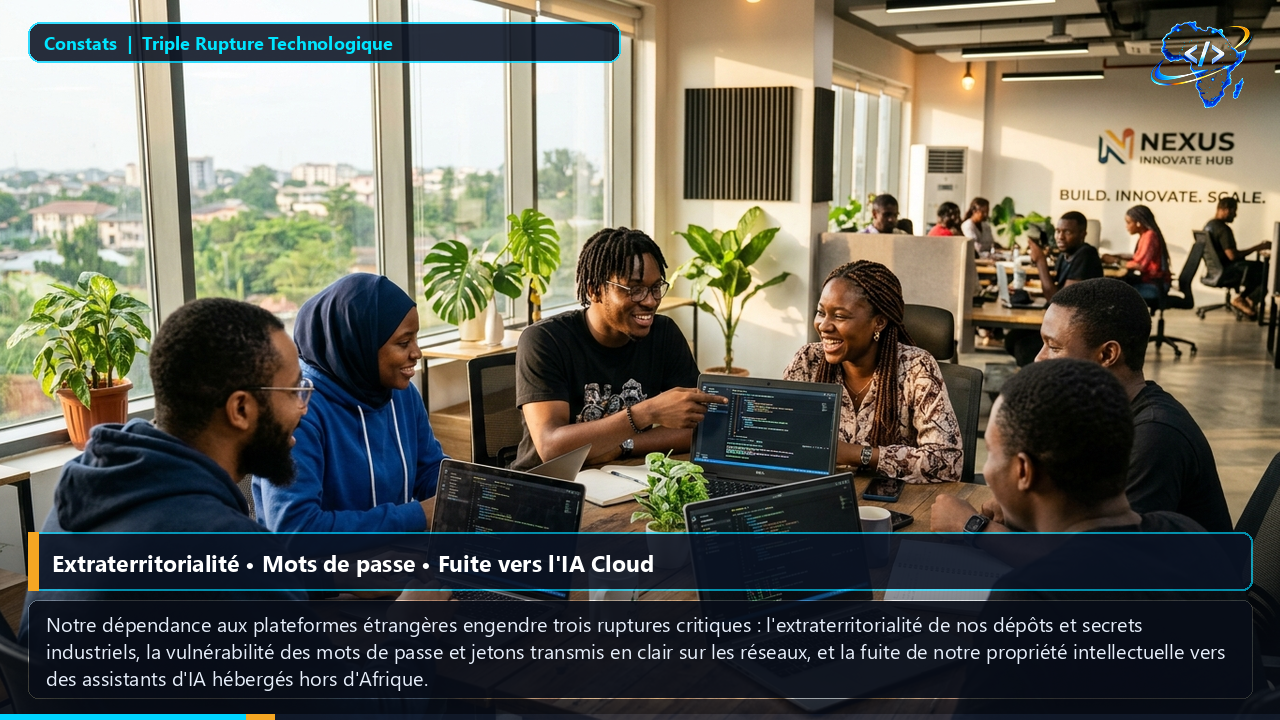 Constats | Triple Rupture Technologique
</>
NEXUS
INNOVATE HUB
BUILD. INNOVATE. SCALE.
Extraterritorialité • Mots de passe • Fuite vers l'IA Cloud
Notre dépendance aux plateformes étrangères engendre trois ruptures critiques : l'extraterritorialité de nos dépôts et secrets
industriels, la vulnérabilité des mots de passe et jetons transmis en clair sur les réseaux, et la fuite de notre propriété intellectuelle vers
des assistants d'IA hébergés hors d'Afrique.